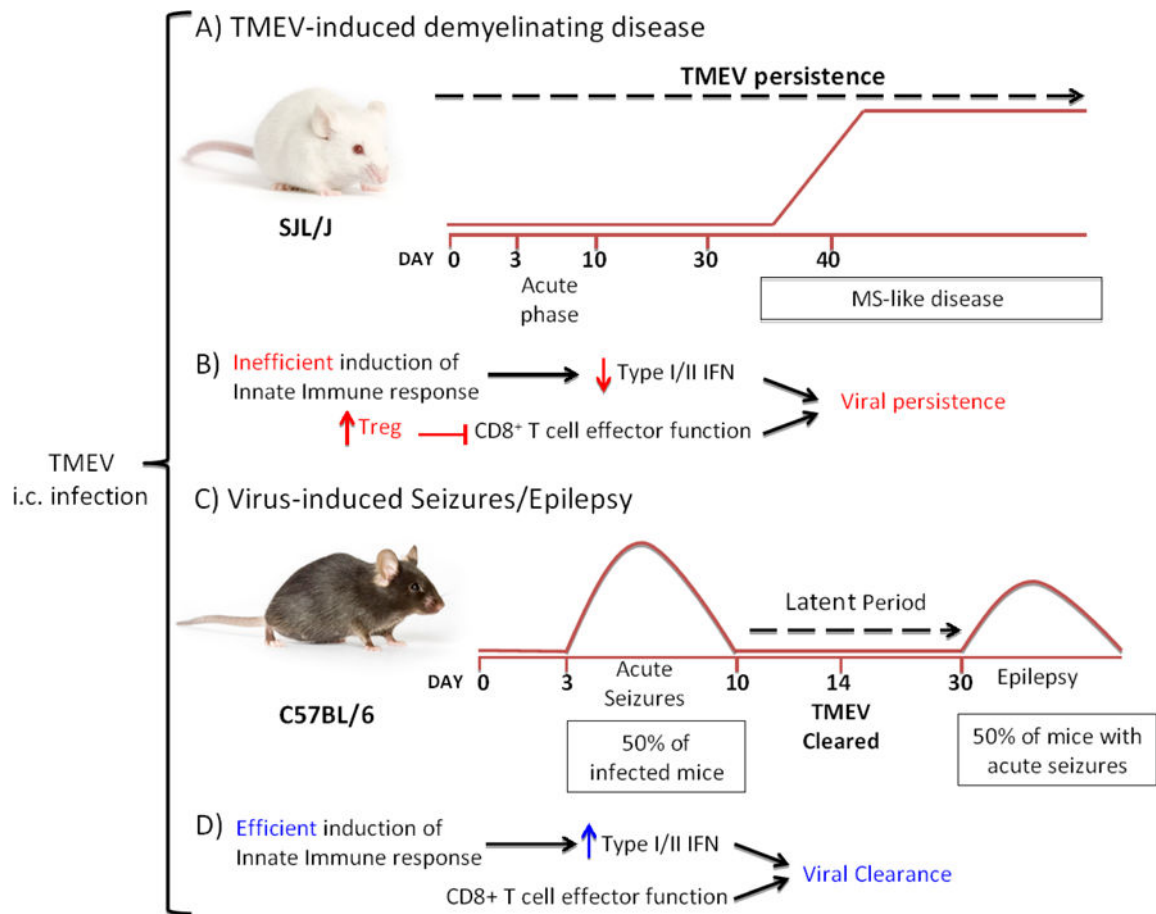 A) TMEV-induced demyelinating disease
TMEV persistence
SJL/J
DAY 0 3 10 30 40
Acute
phase
MS-like disease
B) Inefficient induction of
Innate Immune response
Type I/II IFN
Treg
CD8⁺ T cell effector function
Viral persistence
TMEV
i.c. infection
C) Virus-induced Seizures/Epilepsy
Latent Period
C57BL/6
DAY 0 3 10 14 30
Acute
Seizures
TMEV
Cleared
Epilepsy
50% of
infected mice
50% of mice with
acute seizures
D) Efficient induction of
Innate Immune response
Type I/II IFN
CD8+ T cell effector function
Viral Clearance